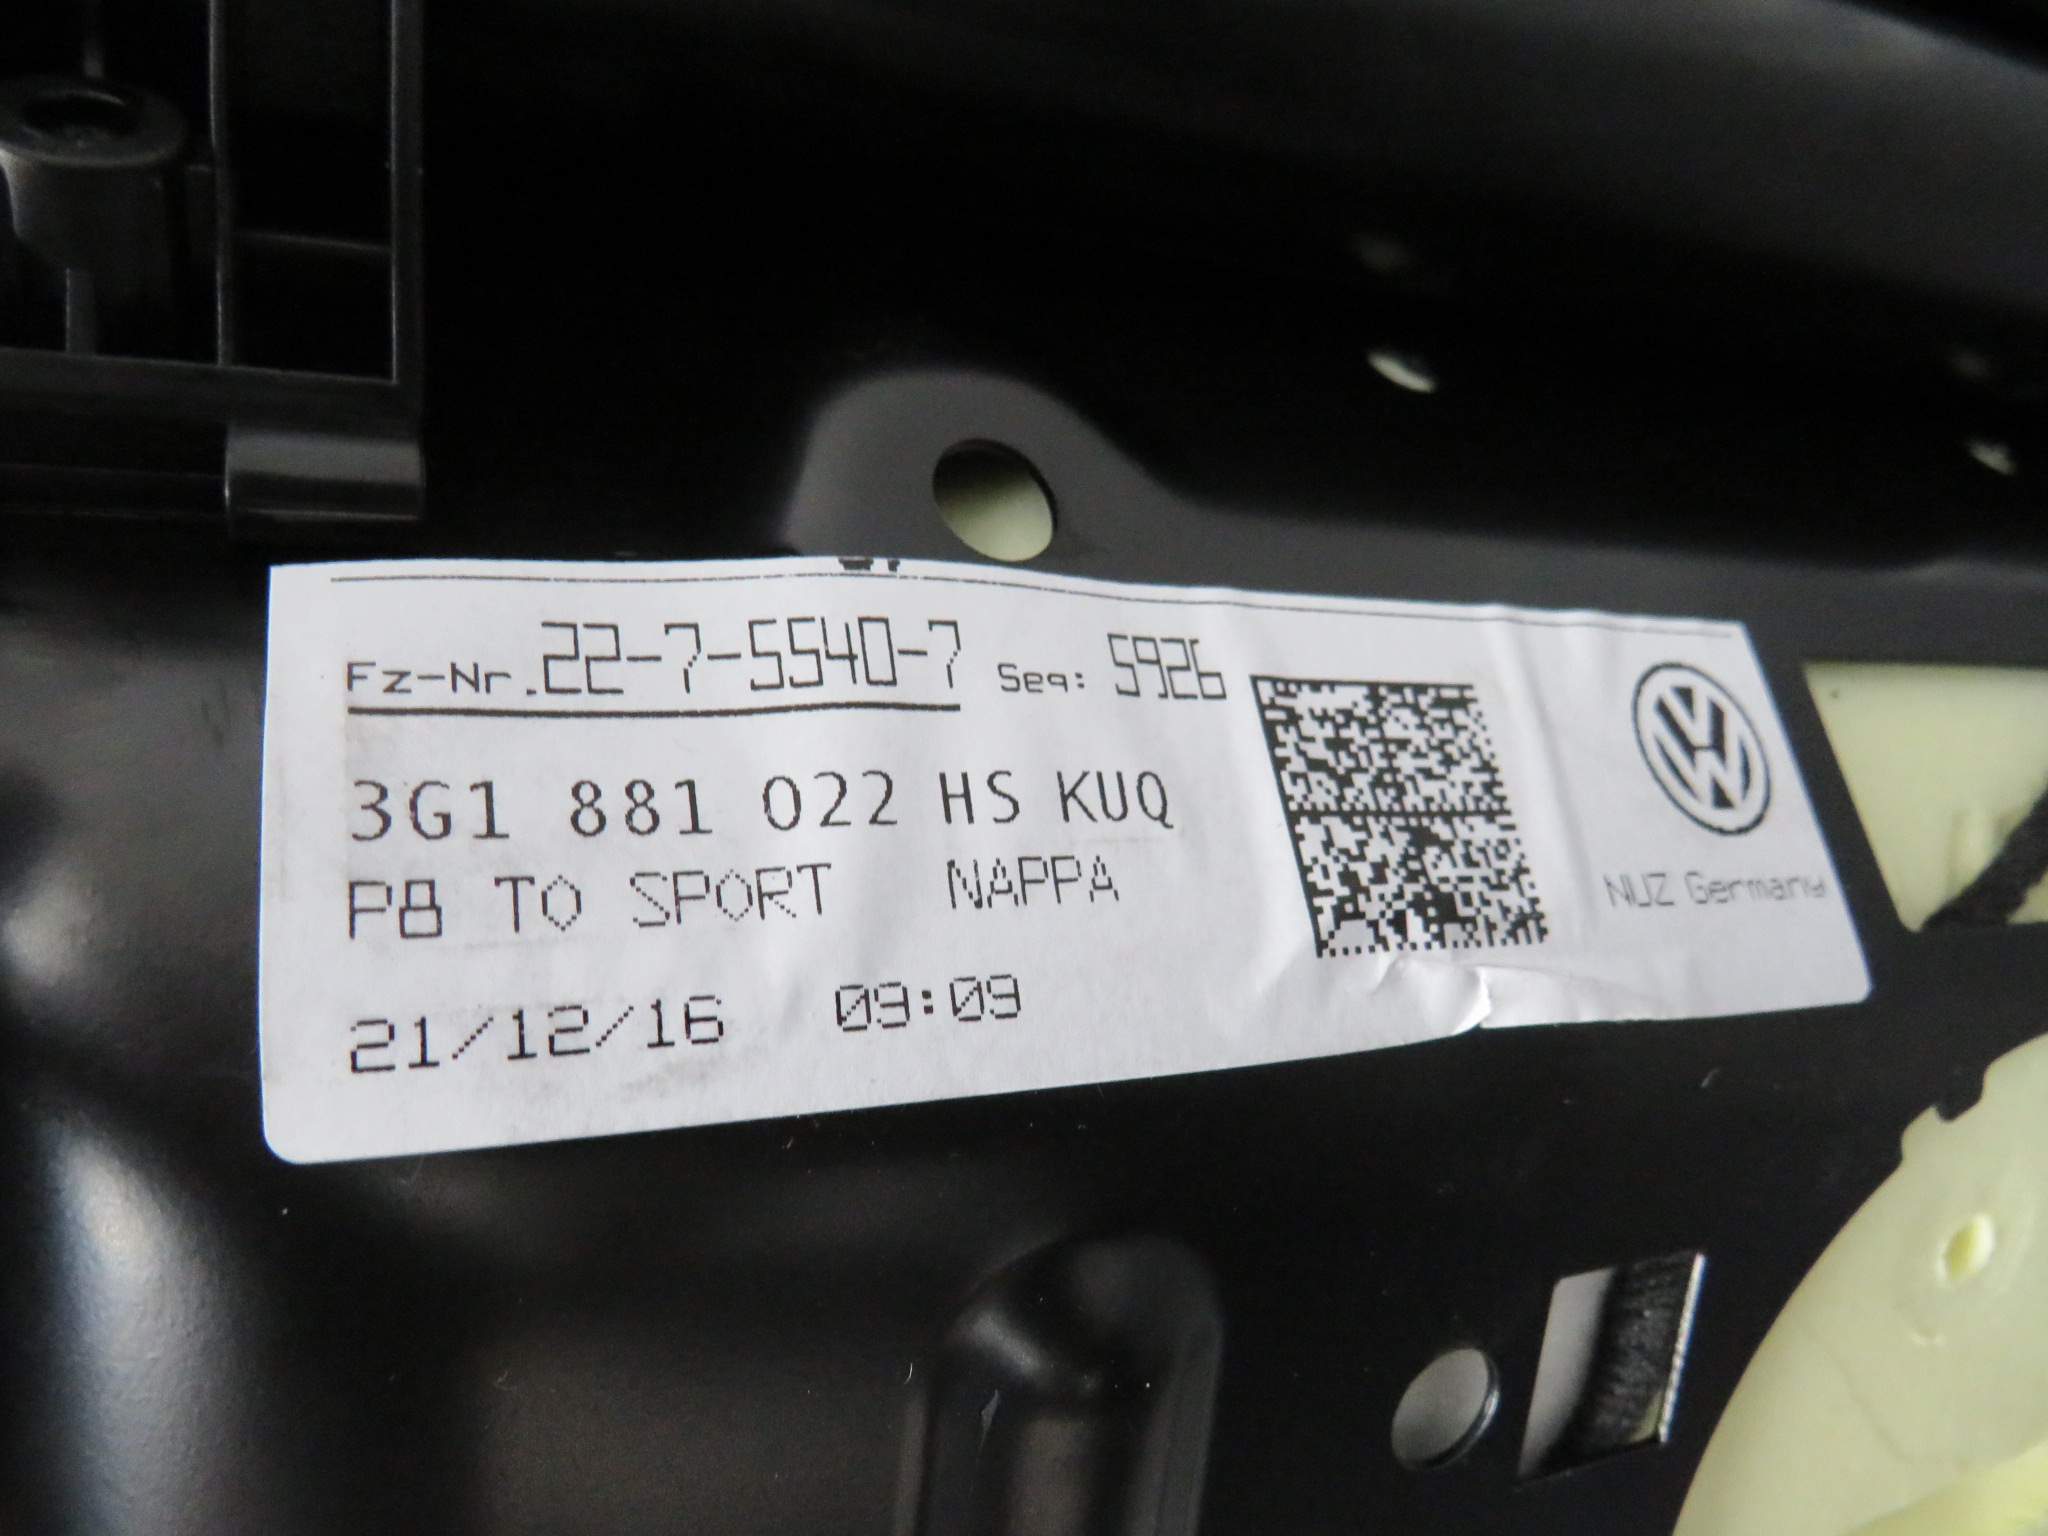 Fz-Nr.22-7-5540-7 Seq: 5926
3G1 881 022 HS KUQ
P8 TO SPORT NAPPA
21/12/16 09:09
NUZ Germany